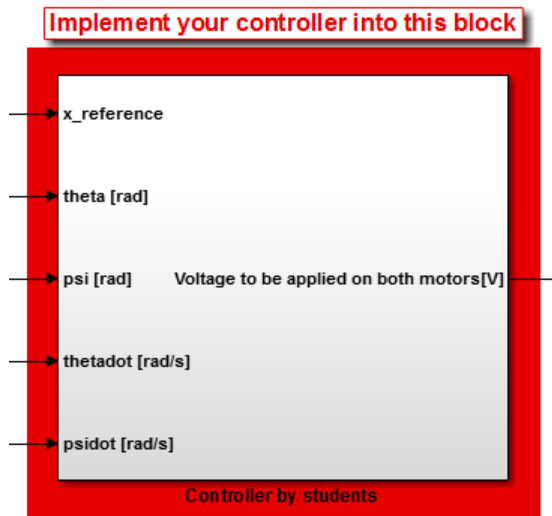 Implement your controller into this block
x_reference
theta [rad]
psi [rad]
Voltage to be applied on both motors[V]
thetadot [rad/s]
psidot [rad/s]
Controller by students